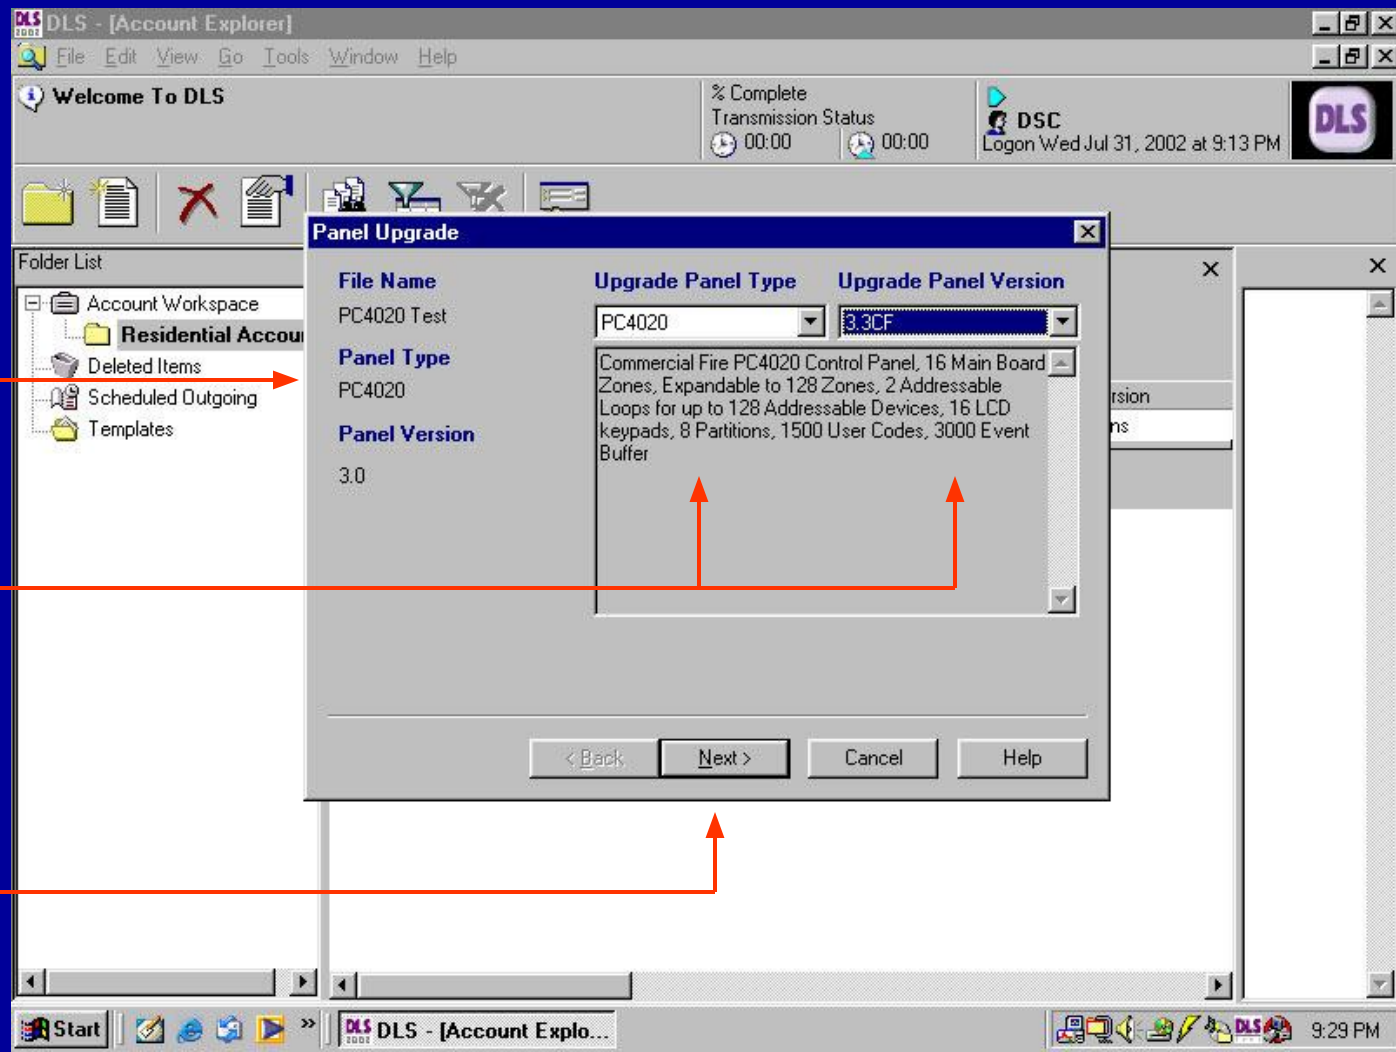 DLS - [Account Explorer]
File Edit View Go Tools Window Help
Welcome To DLS
% Complete
Transmission Status
00:00 00:00
DSC
Logon Wed Jul 31, 2002 at 9:13 PM
DLS
Panel Upgrade
Folder List
Account Workspace
Residential Accou
Deleted Items
Scheduled Outgoing
Templates
File Name
PC4020 Test
Panel Type
PC4020
Panel Version
3.0
Upgrade Panel Type
PC4020
Upgrade Panel Version
3.3CF
Commercial Fire PC4020 Control Panel, 16 Main Board
Zones, Expandable to 128 Zones, 2 Addressable
Loops for up to 128 Addressable Devices, 16 LCD
keypads, 8 Partitions, 1500 User Codes, 3000 Event
Buffer
rsion
ns
< Back Next > Cancel Help
Start
DLS 2002
DLS - [Account Explo...
DLS
9:29 PM